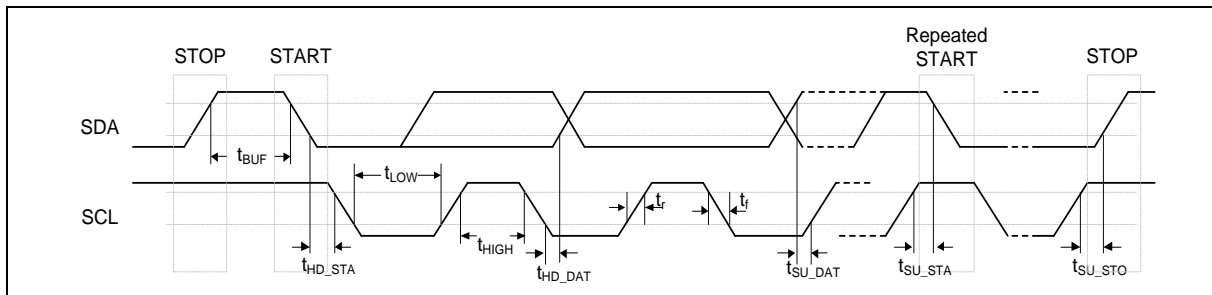 Repeated
STOP START START STOP
SDA
tBUF
tLOW
SCL
tr tf
tHIGH
tHD_STA tHD_DAT tSU_DAT tSU_STA tSU_STO